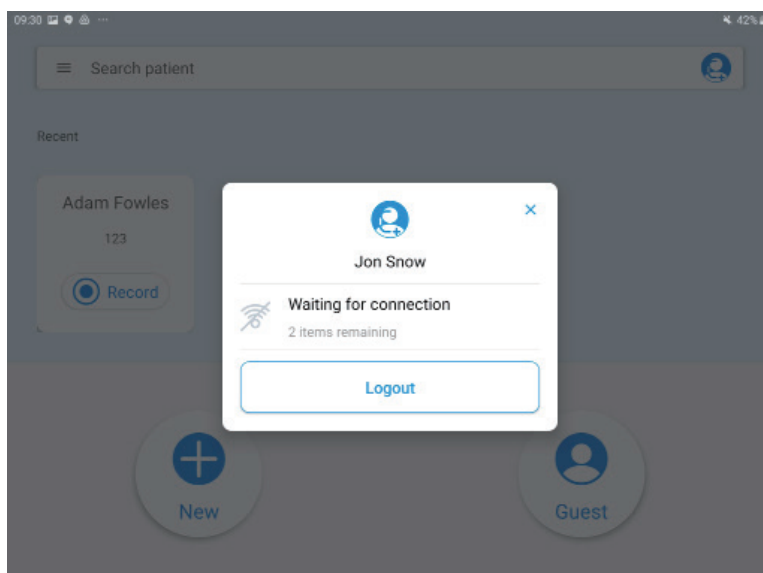 09:30 ...
42%
Search patient
Recent
Adam Fowles
123
Record
Jon Snow
Waiting for connection
2 items remaining
Logout
New
Guest